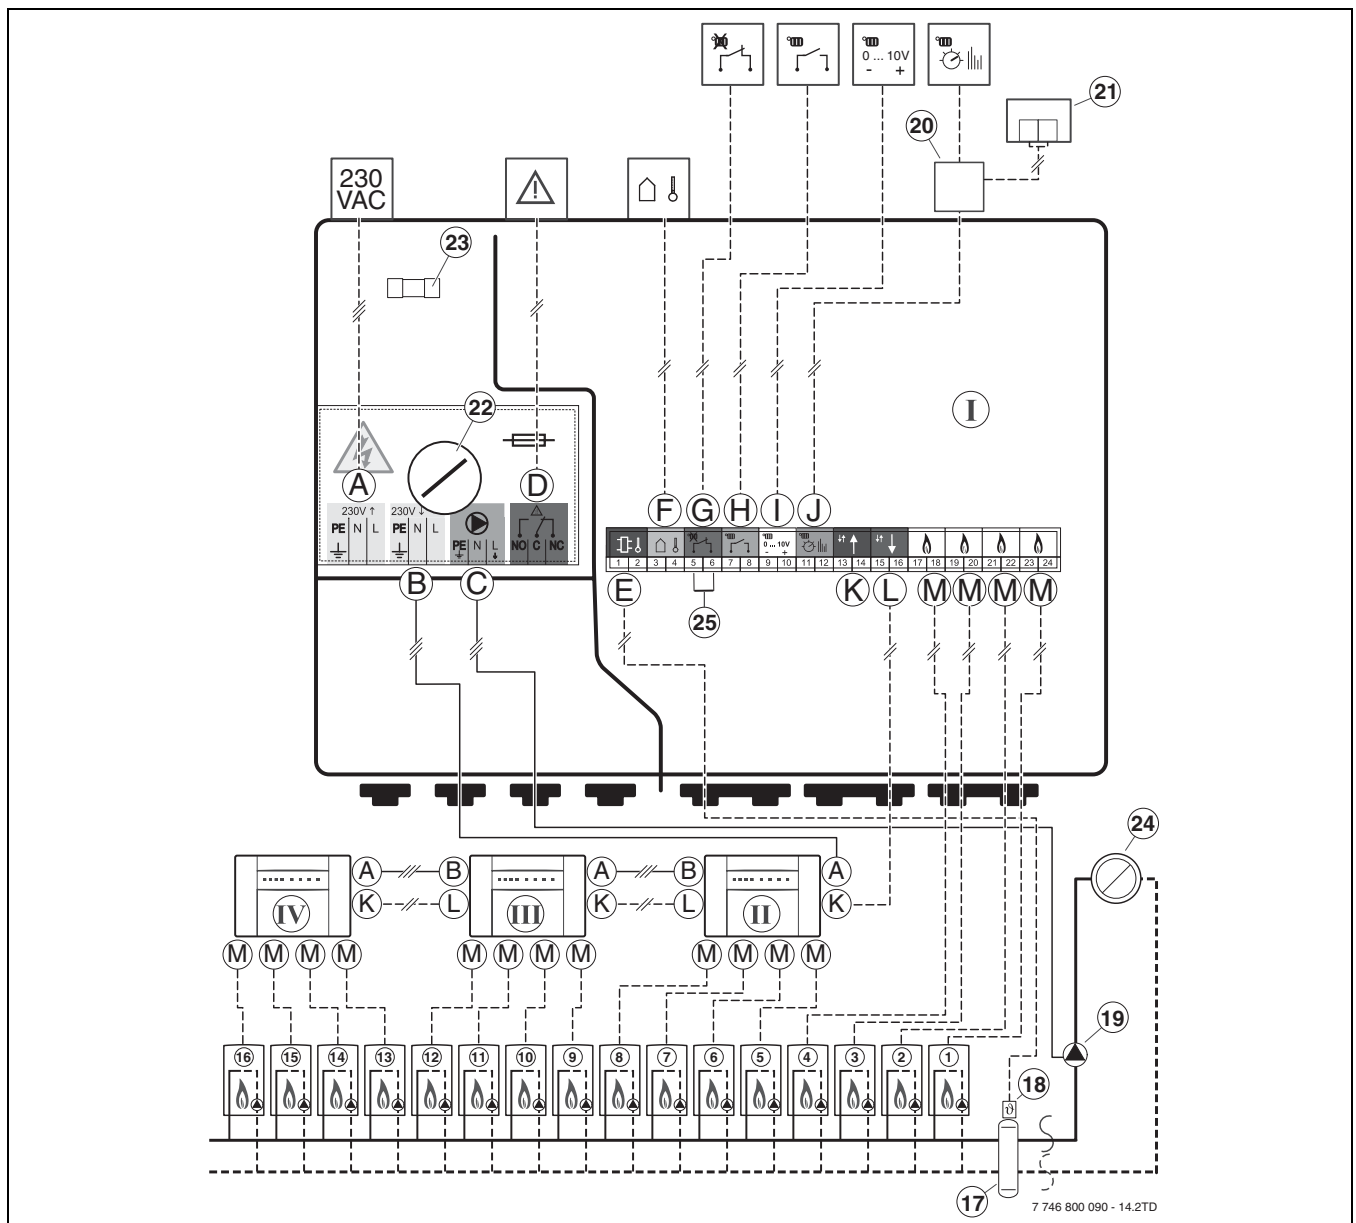 0 ... 10V
- +
21
20
230
VAC
23
I
22
A
D
F G H I J
230V ↑
230V ↓
PE N L
PE N L
PE N L
NO C NC
0 ... 10V
- +
1 2 3 4 5 6 7 8 9 10 11 12 13 14 15 16 17 18 19 20 21 22 23 24
B C
E
K L M M M M
25
24
A B A B A
IV III II
K L K L K
M M M M M M M M M M M M
19
16 15 14 13 12 11 10 9 8 7 6 5 4 3 2 1
18
ϑ
17
7 746 800 090 - 14.2TD